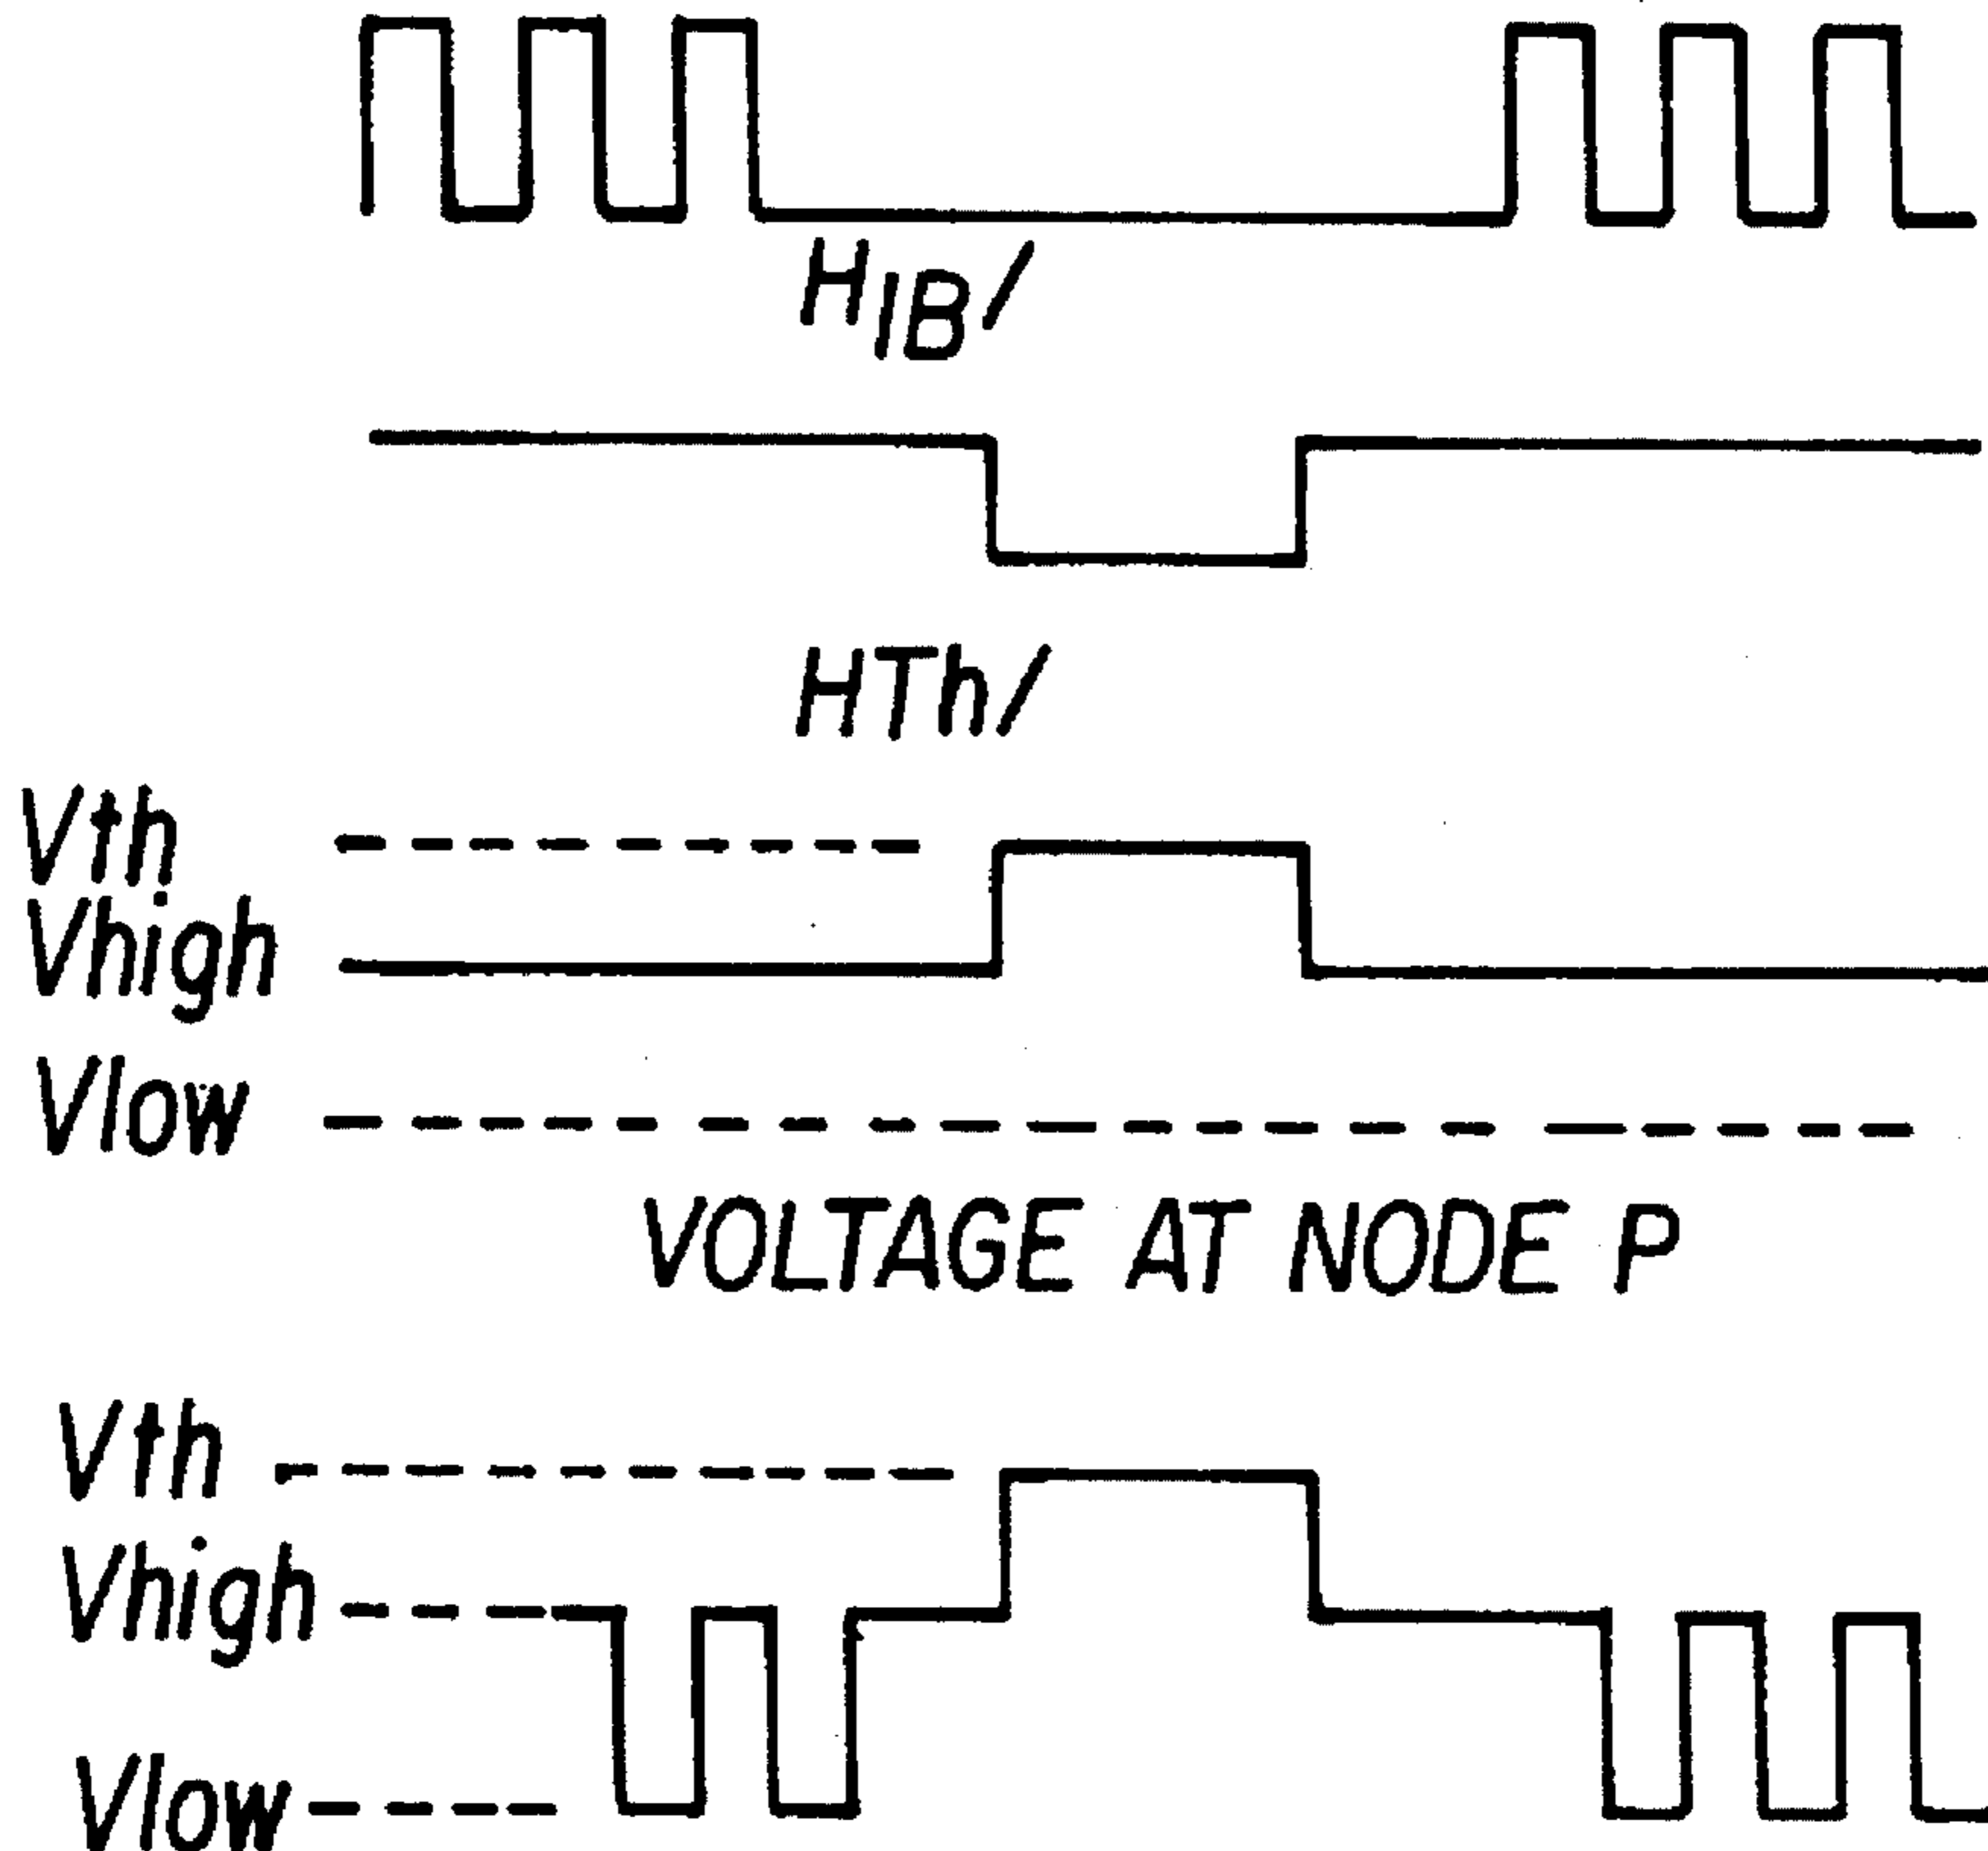 HIB/
HTh/
Vth
Vhigh
Vlow
VOLTAGE AT NODE P
Vth
Vhigh
Vlow